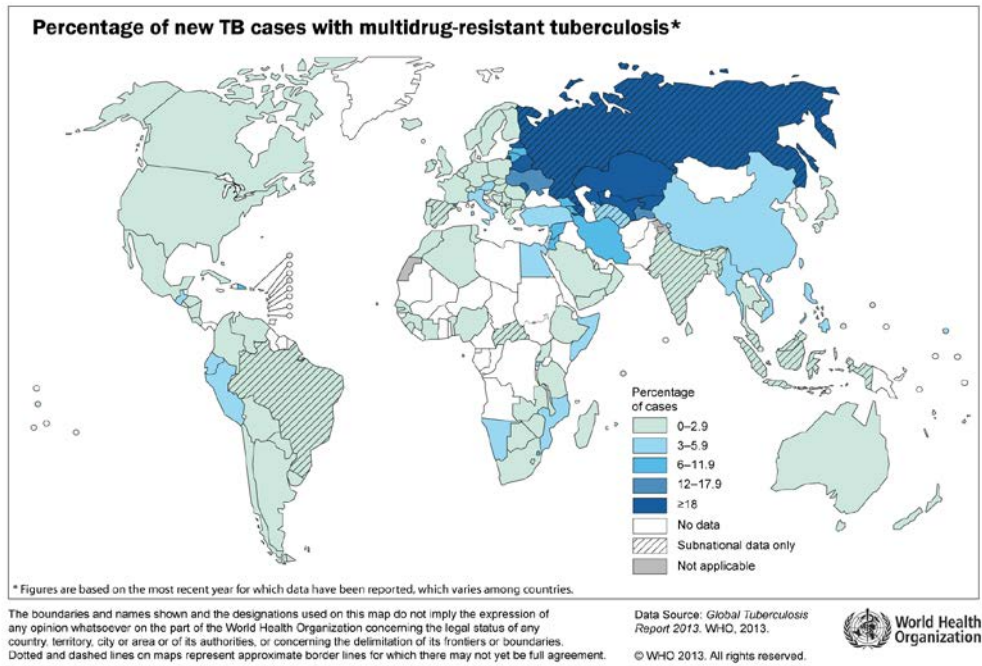 Percentage of new TB cases with multidrug-resistant tuberculosis*
Percentage
of cases
0–2.9
3–5.9
6–11.9
12–17.9
≥18
No data
Subnational data only
Not applicable
* Figures are based on the most recent year for which data have been reported, which varies among countries.
The boundaries and names shown and the designations used on this map do not imply the expression of
any opinion whatsoever on the part of the World Health Organization concerning the legal status of any
country, territory, city or area or of its authorities, or concerning the delimitation of its frontiers or boundaries.
Dotted and dashed lines on maps represent approximate border lines for which there may not yet be full agreement.
Data Source: Global Tuberculosis
Report 2013. WHO, 2013.
© WHO 2013. All rights reserved.
World Health
Organization